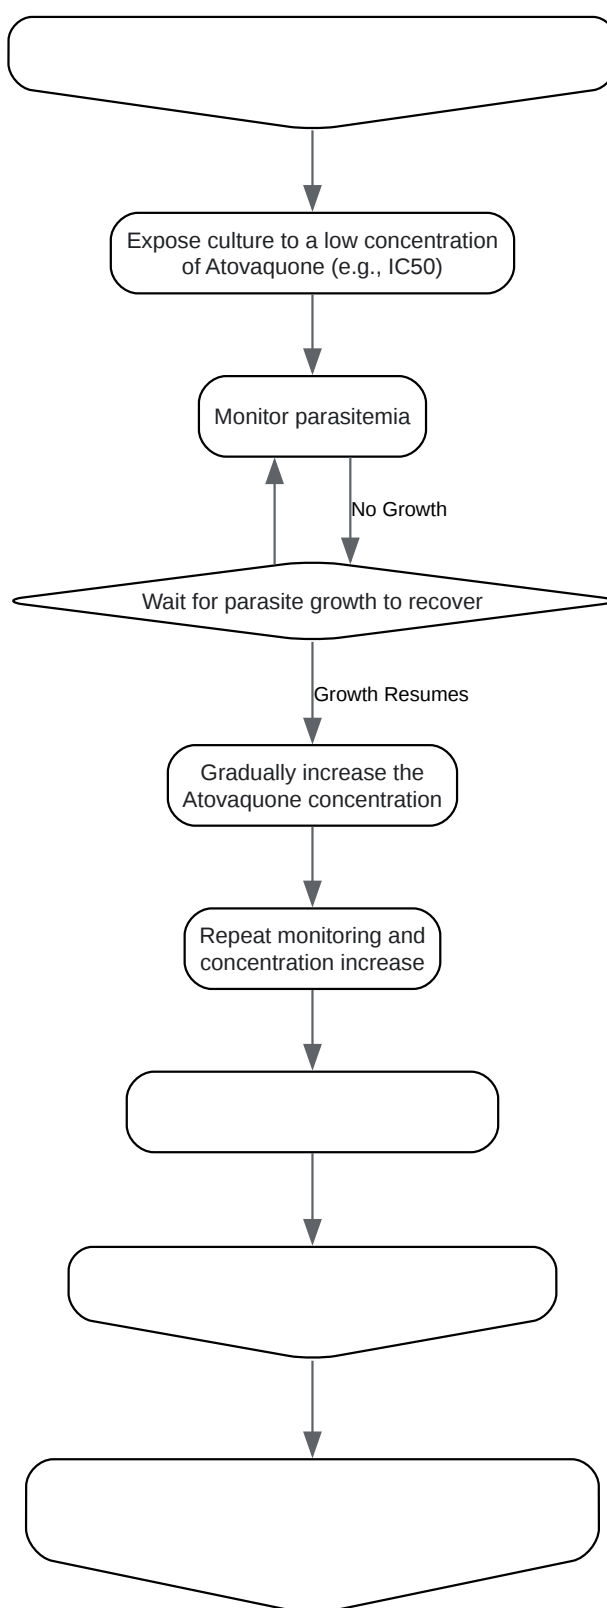 Expose culture to a low concentration
of Atovaquone (e.g., IC50)
Monitor parasitemia
No Growth
Wait for parasite growth to recover
Growth Resumes
Gradually increase the
Atovaquone concentration
Repeat monitoring and
concentration increase